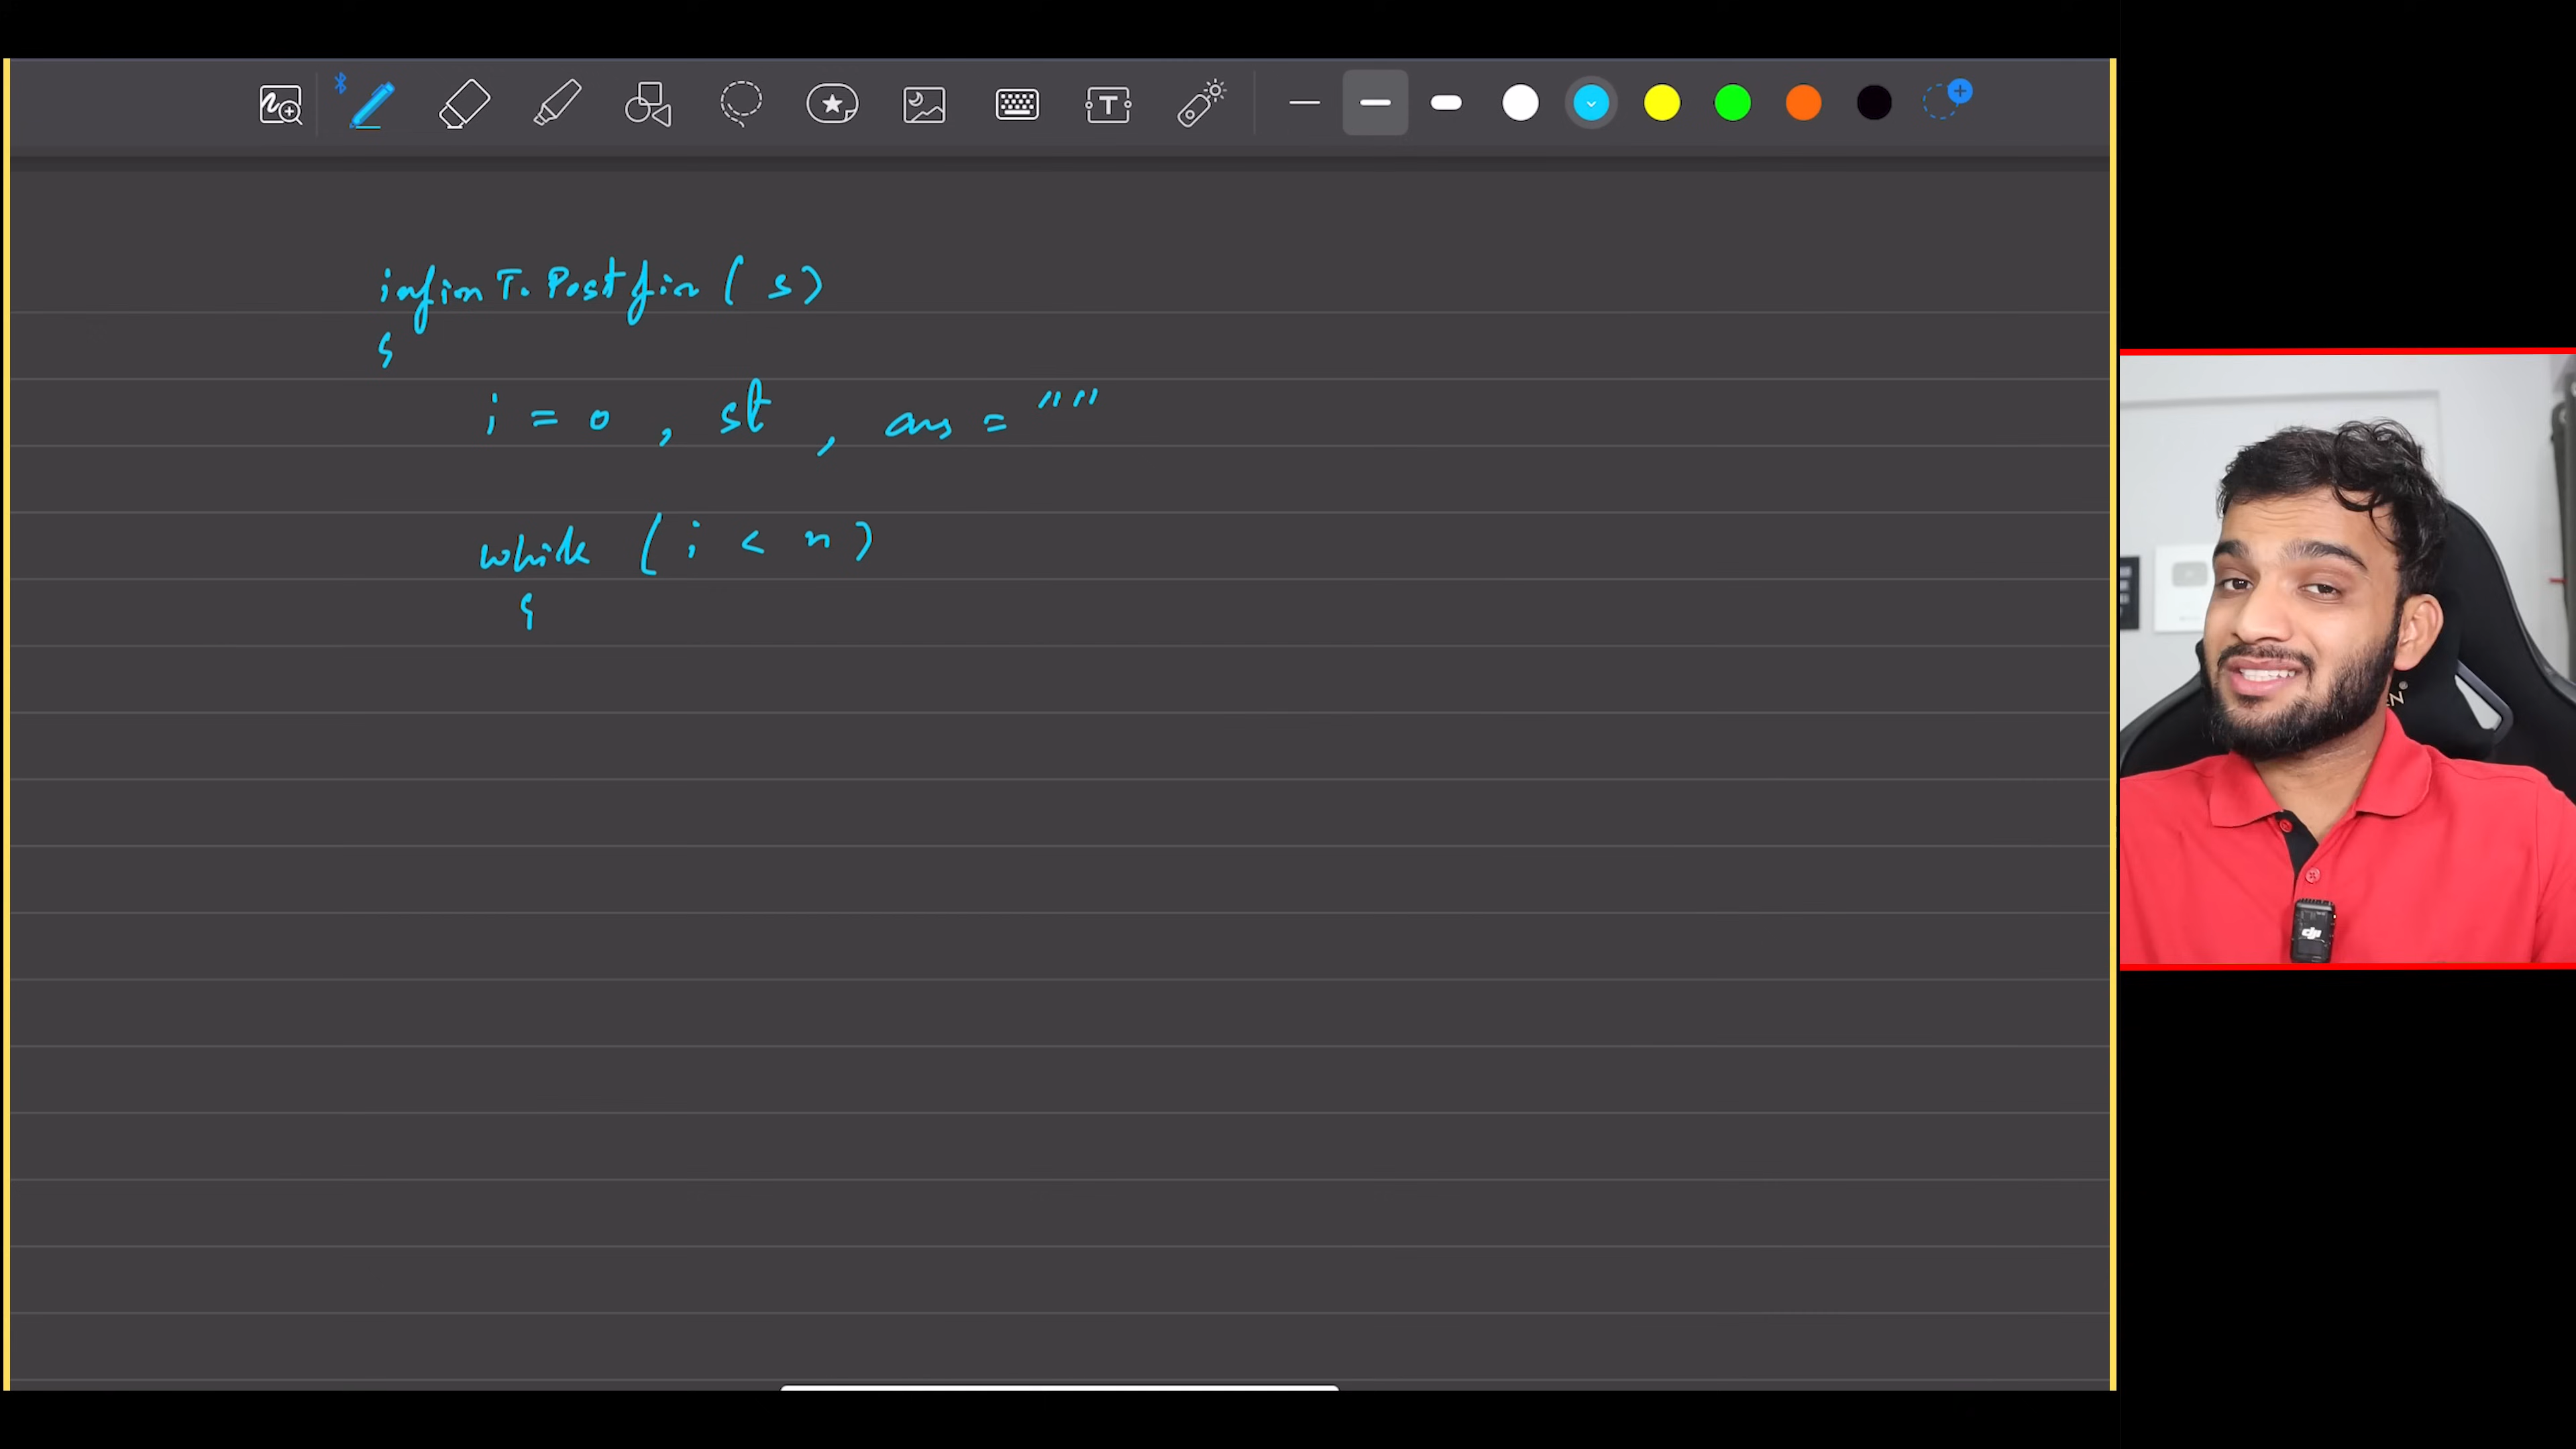 infixToPostfix(s)
{
i = 0 , st , ans = ""
while (i < n)
{